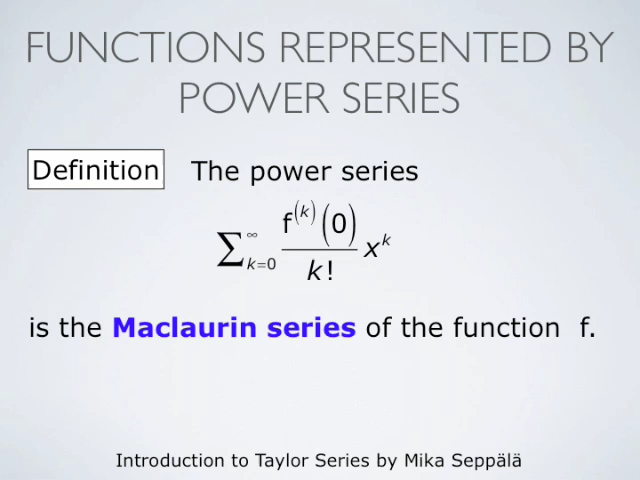 FUNCTIONS REPRESENTED BY
POWER SERIES
Definition The power series
∑_{k=0}^{∞} \frac{f^{(k)}(0)}{k!} x^k
is the Maclaurin series of the function f.
Introduction to Taylor Series by Mika Seppälä